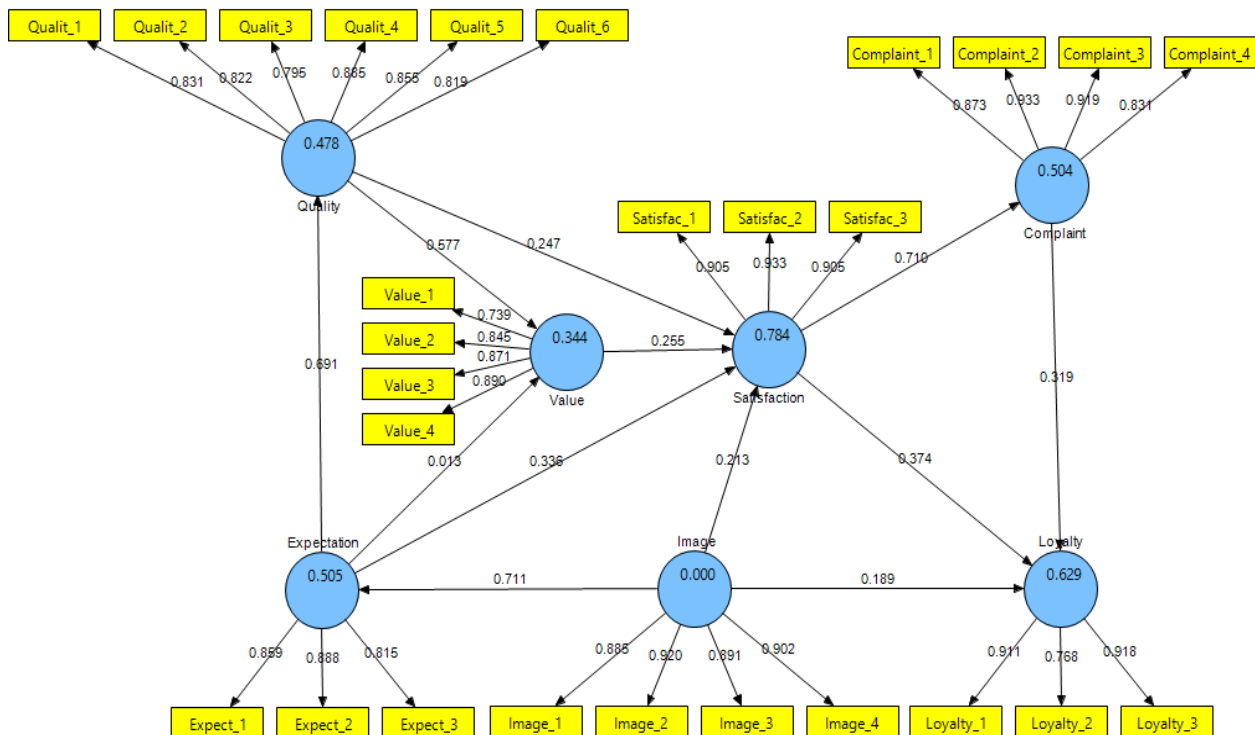 Qualit_1
Qualit_2
Qualit_3
Qualit_4
Qualit_5
Qualit_6
0.831
0.822
0.795
0.885
0.855
0.819
0.478
Quality
Complaint_1
Complaint_2
Complaint_3
Complaint_4
0.873
0.933
0.919
0.831
0.504
Complaint
Satisfac_1
Satisfac_2
Satisfac_3
0.905
0.933
0.905
0.577
0.247
0.710
Value_1
Value_2
Value_3
Value_4
0.739
0.845
0.871
0.890
0.344
Value
0.255
0.784
Satisfaction
0.691
0.319
0.013
0.336
0.213
0.374
Expectation
0.505
0.711
Image
0.000
0.189
Loyalty
0.629
0.859
0.888
0.815
0.885
0.920
0.891
0.902
0.911
0.768
0.918
Expect_1
Expect_2
Expect_3
Image_1
Image_2
Image_3
Image_4
Loyalty_1
Loyalty_2
Loyalty_3